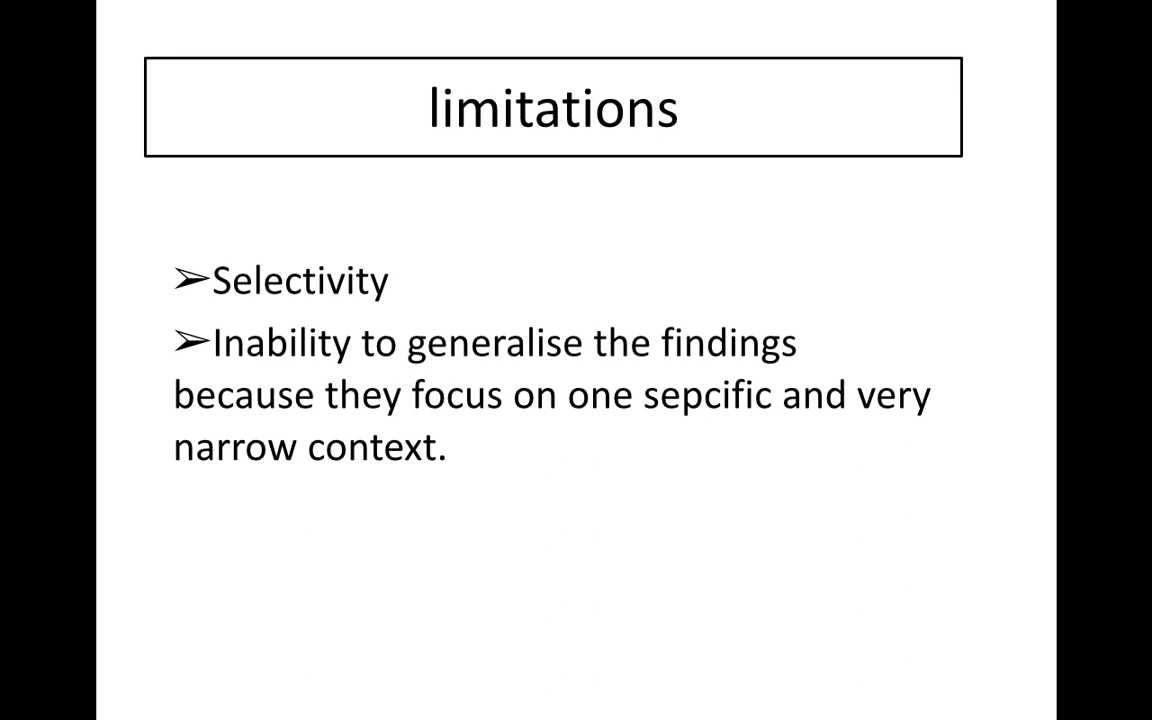 limitations
➢Selectivity
➢Inability to generalise the findings
because they focus on one sepcific and very
narrow context.